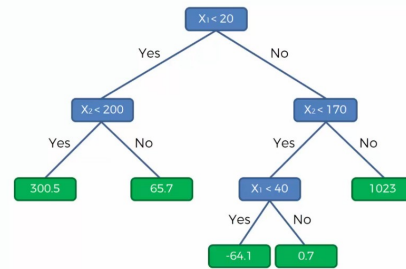 X₁ < 20
Yes
No
X₂ < 200
X₂ < 170
Yes
No
Yes
No
300.5
65.7
X₁ < 40
1023
Yes
No
-64.1
0.7